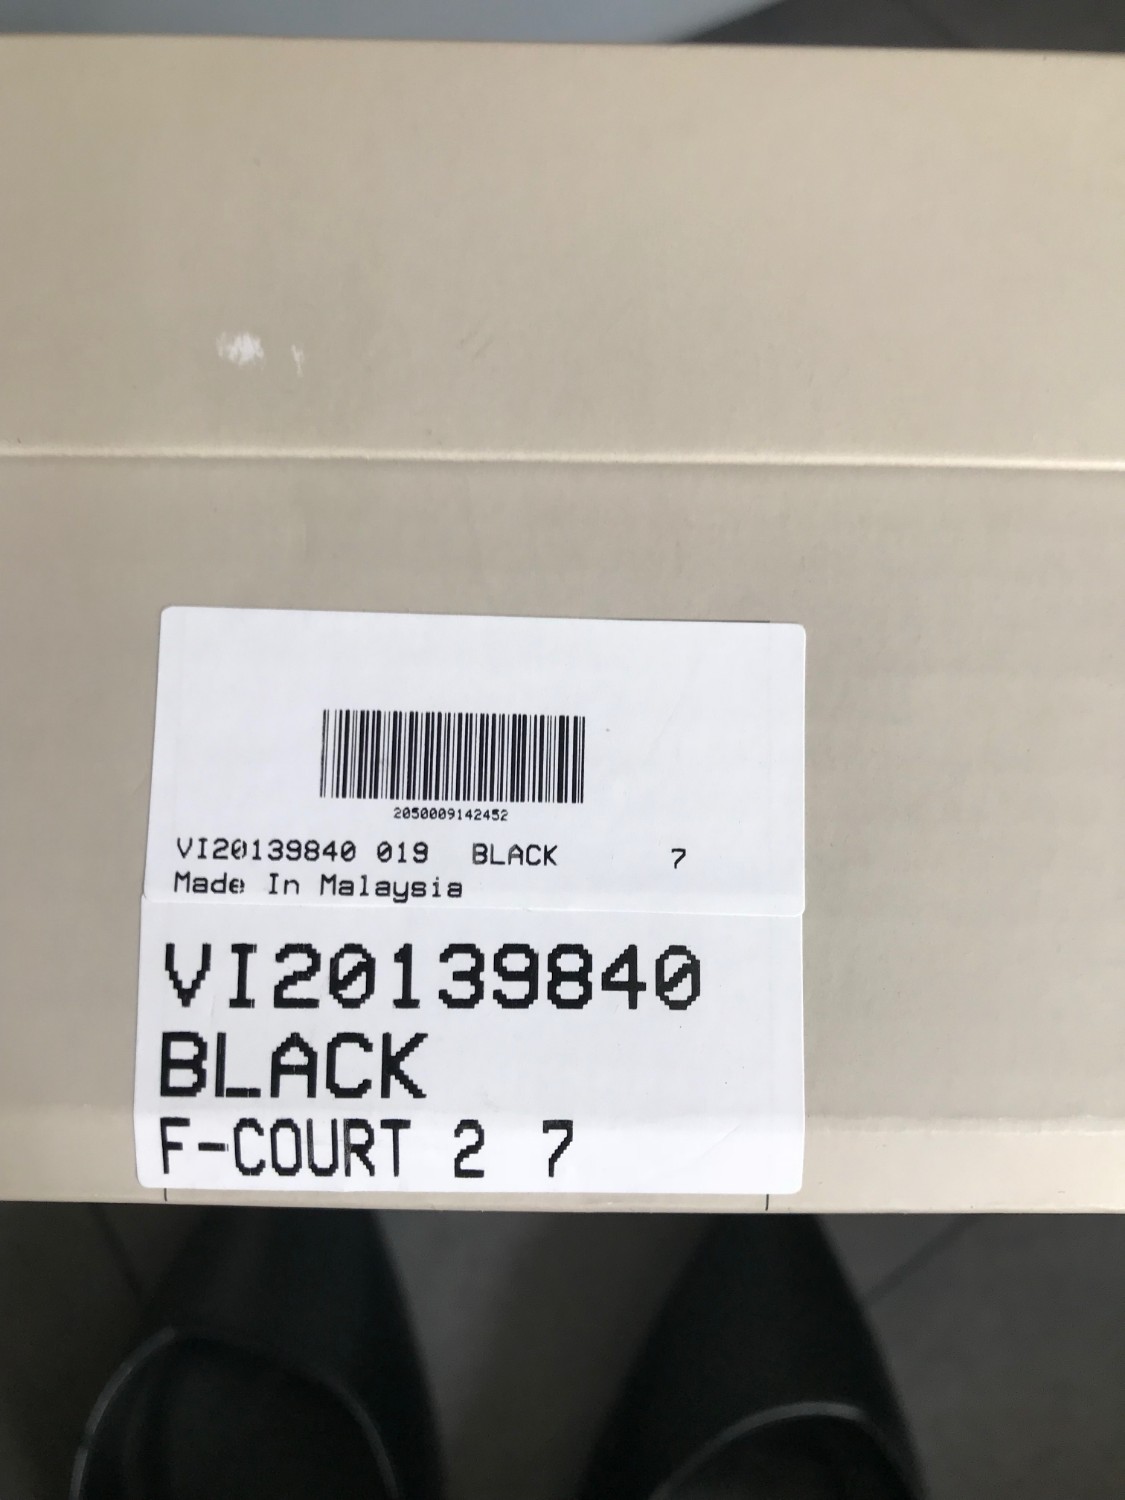 2050009142452
VI20139840 019 BLACK 7
Made In Malaysia
VI20139840
BLACK
F-COURT 2 7